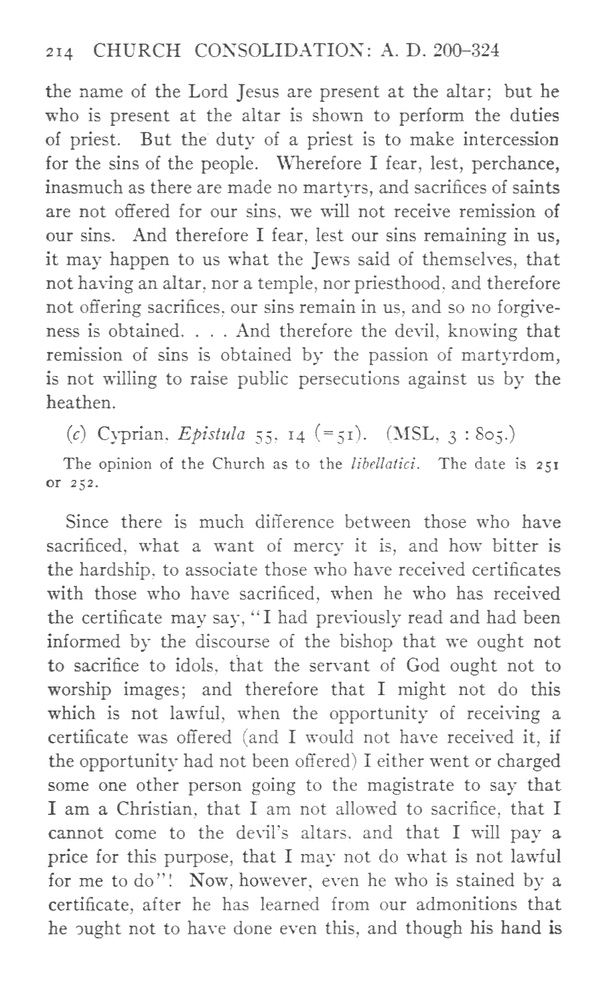 214 CHURCH CONSOLIDATION: A. D. 200–324
the name of the Lord Jesus are present at the altar; but he
who is present at the altar is shown to perform the duties
of priest. But the duty of a priest is to make intercession
for the sins of the people. Wherefore I fear, lest, perchance,
inasmuch as there are made no martyrs, and sacrifices of saints
are not offered for our sins, we will not receive remission of
our sins. And therefore I fear, lest our sins remaining in us,
it may happen to us what the Jews said of themselves, that
not having an altar, nor a temple, nor priesthood, and therefore
not offering sacrifices, our sins remain in us, and so no forgive-
ness is obtained. . . . And therefore the devil, knowing that
remission of sins is obtained by the passion of martyrdom,
is not willing to raise public persecutions against us by the
heathen.
(c) Cyprian, Epistula 55, 14 (=51). (MSL, 3 : 805.)
The opinion of the Church as to the libellatici. The date is 251
or 252.
Since there is much difference between those who have
sacrificed, what a want of mercy it is, and how bitter is
the hardship, to associate those who have received certificates
with those who have sacrificed, when he who has received
the certificate may say, "I had previously read and had been
informed by the discourse of the bishop that we ought not
to sacrifice to idols, that the servant of God ought not to
worship images; and therefore that I might not do this
which is not lawful, when the opportunity of receiving a
certificate was offered (and I would not have received it, if
the opportunity had not been offered) I either went or charged
some one other person going to the magistrate to say that
I am a Christian, that I am not allowed to sacrifice, that I
cannot come to the devil's altars, and that I will pay a
price for this purpose, that I may not do what is not lawful
for me to do"! Now, however, even he who is stained by a
certificate, after he has learned from our admonitions that
he ought not to have done even this, and though his hand is